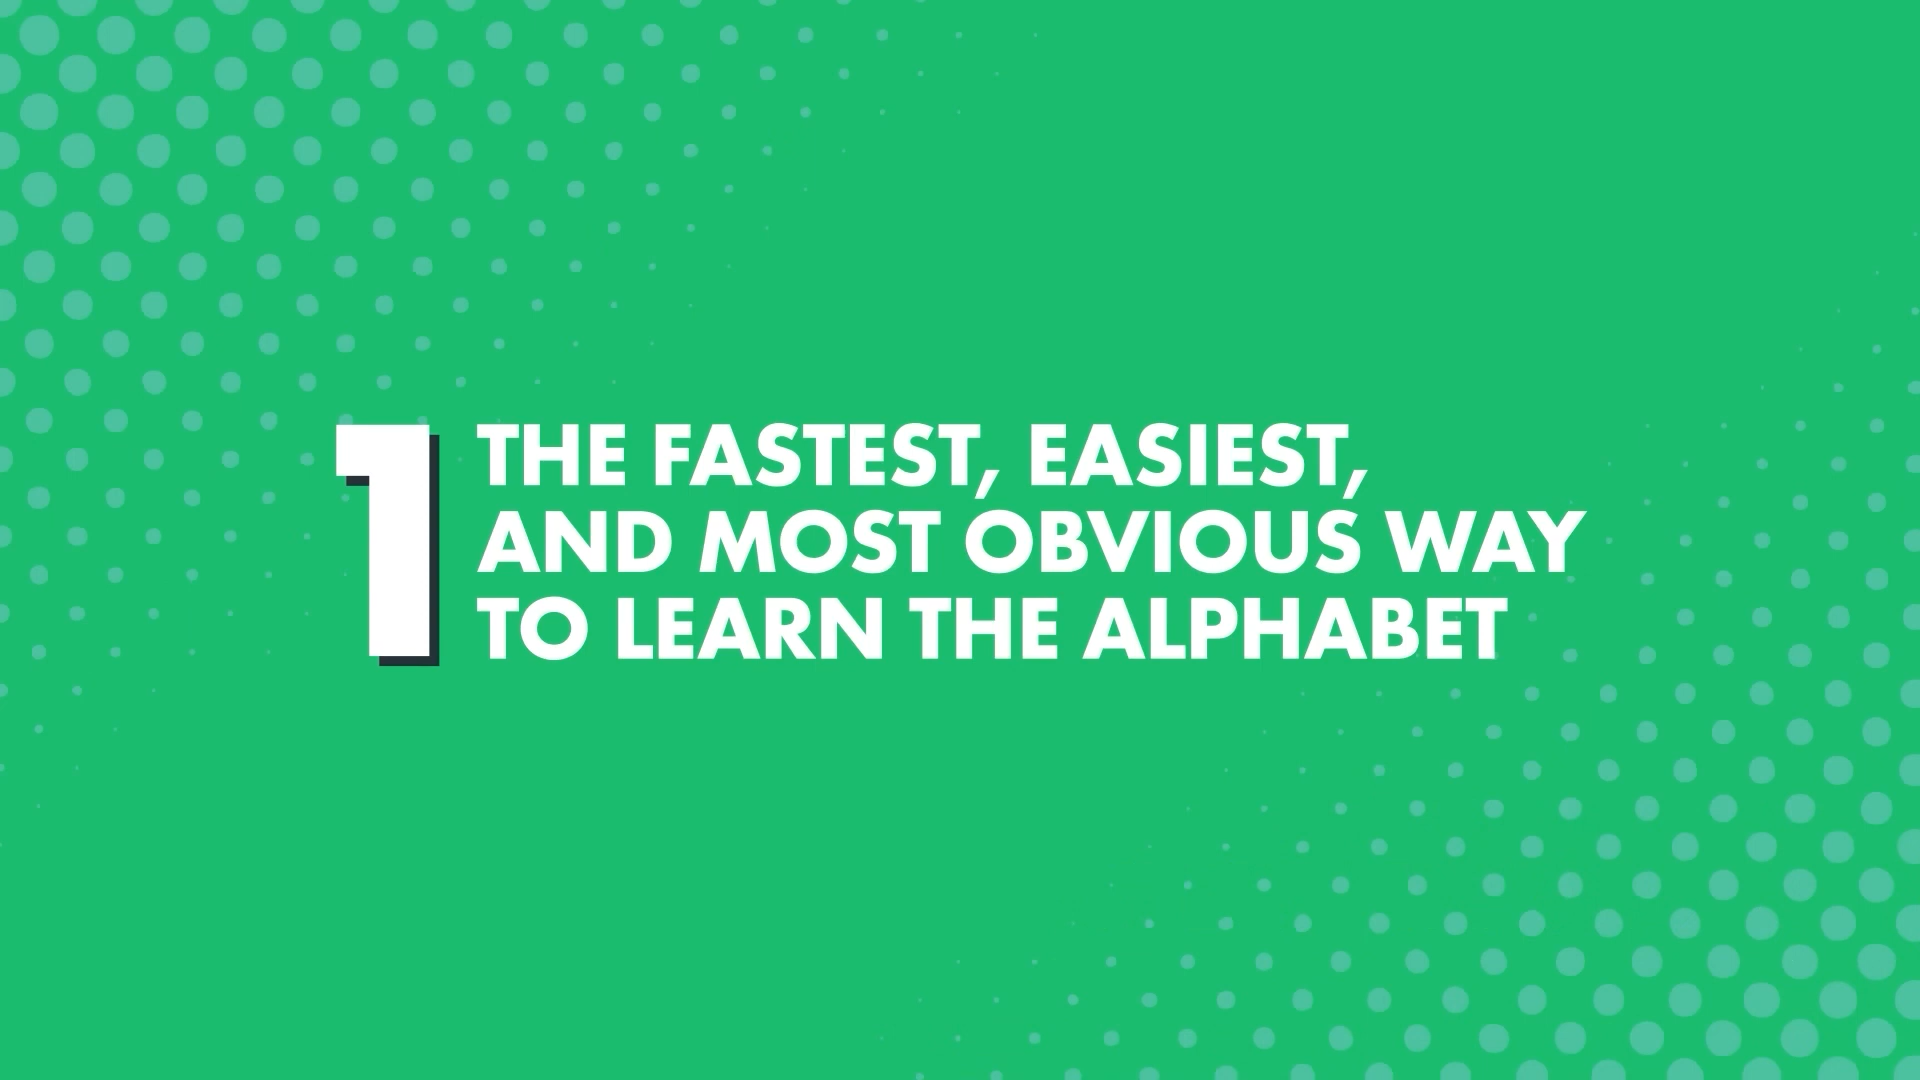 1
THE FASTEST, EASIEST,
AND MOST OBVIOUS WAY
TO LEARN THE ALPHABET